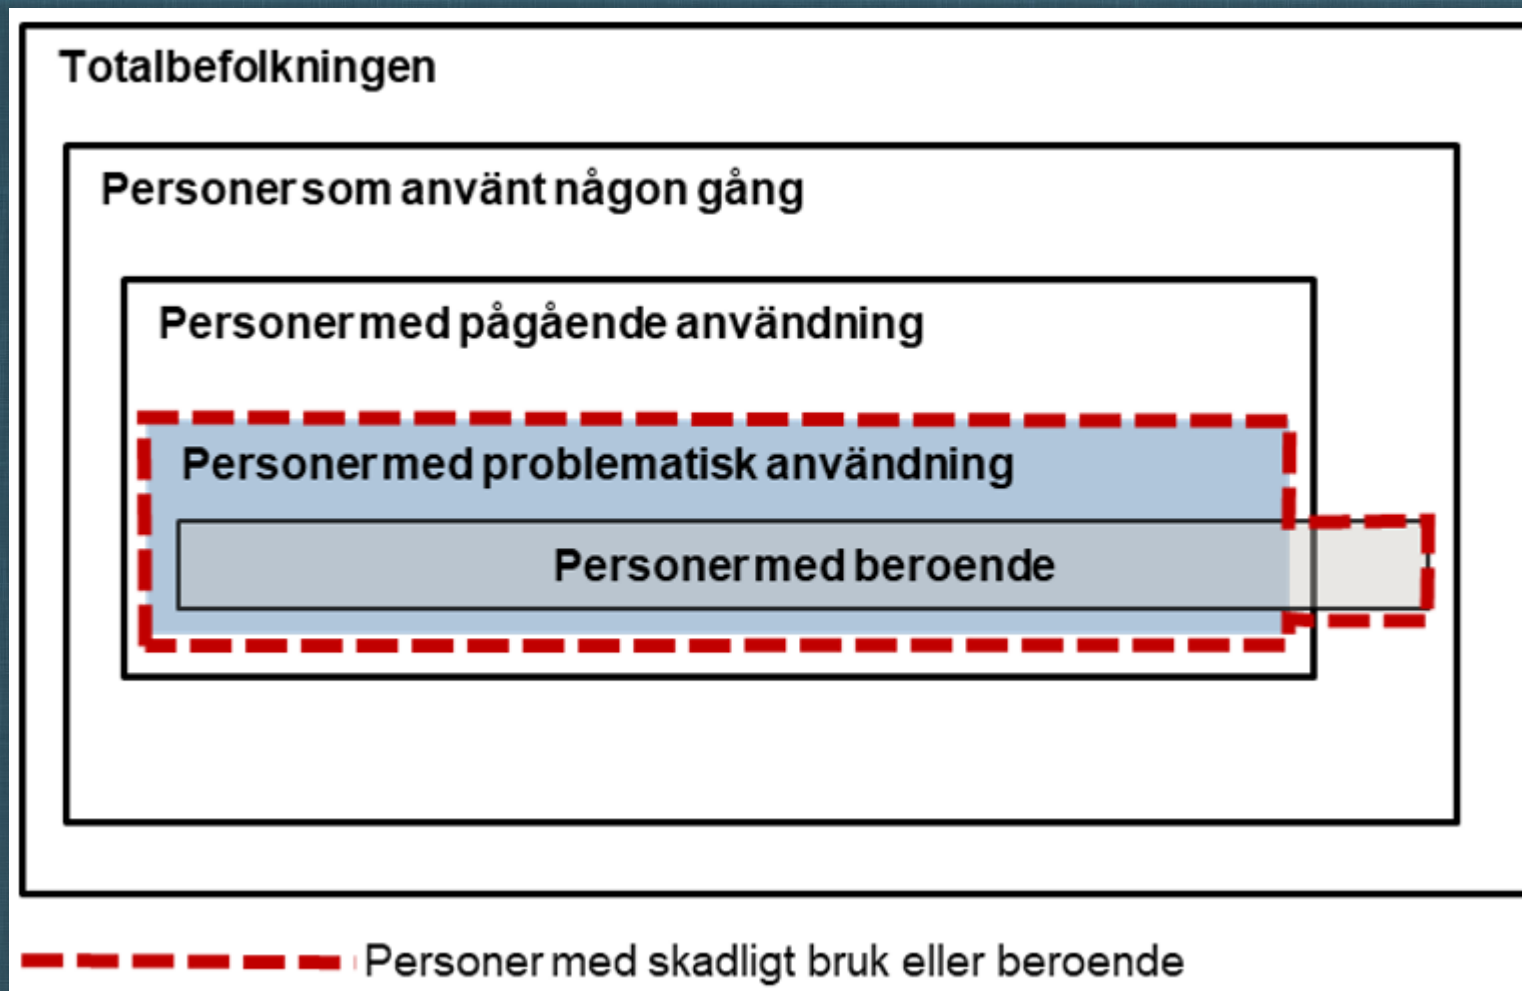 Totalbefolkningen
Personer som använt någon gång
Personer med pågående användning
Personer med problematisk användning
Personer med beroende
Personer med skadligt bruk eller beroende